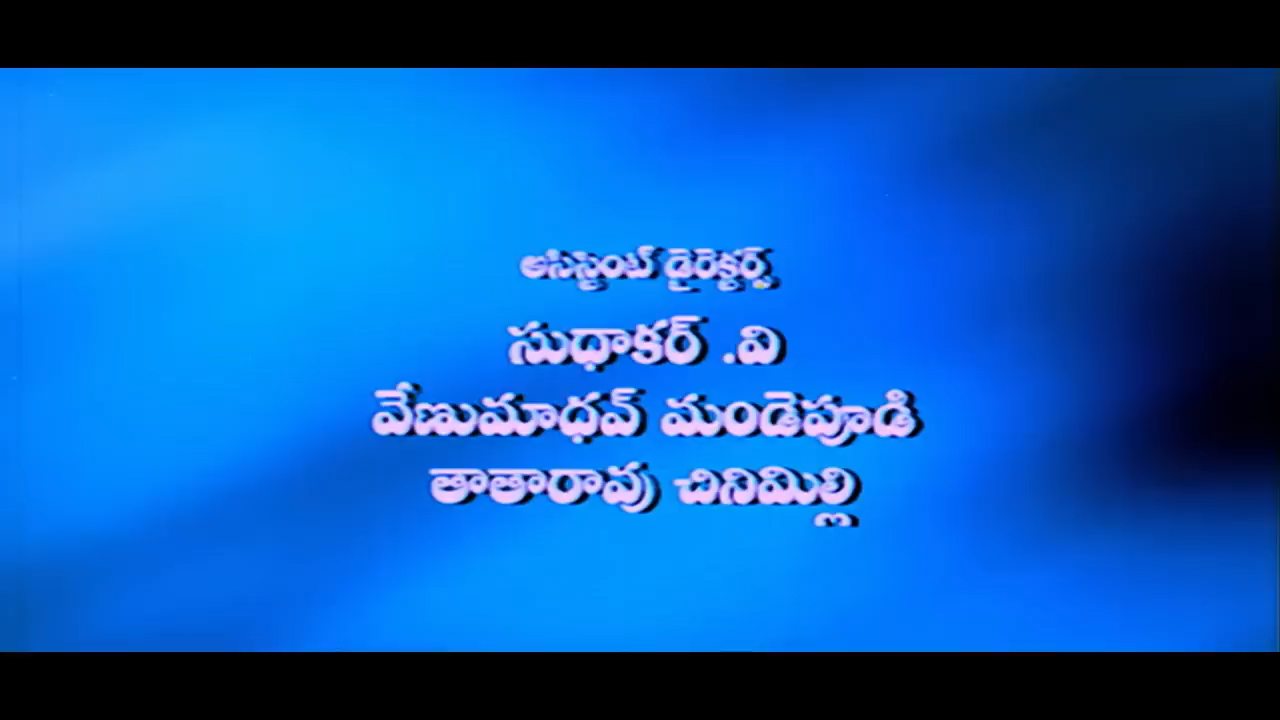 అసిస్టెంట్ డైరెక్టర్స్
సుధాకర్ .వి
వేణుమాధవ్ మండెపూడి
తాతారావు చినిమిల్లి